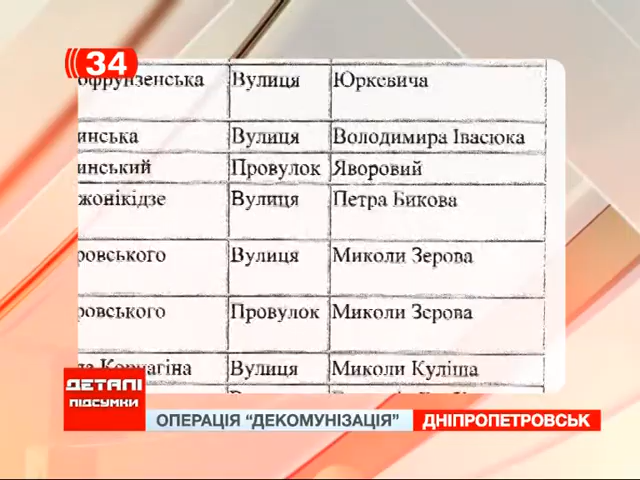 34
офрунзенська Вулиця Юркевича
инська Вулиця Володимира Івасюка
инський Провулок Яворовий
жонікідзе Вулиця Петра Бикова
ровського Вулиця Миколи Зерова
ровського Провулок Миколи Зерова
Корчагіна Вулиця Миколи Куліша
ДЕТАЛІ
ПІДСУМКИ
ОПЕРАЦІЯ “ДЕКОМУНІЗАЦІЯ” ДНІПРОПЕТРОВСЬК